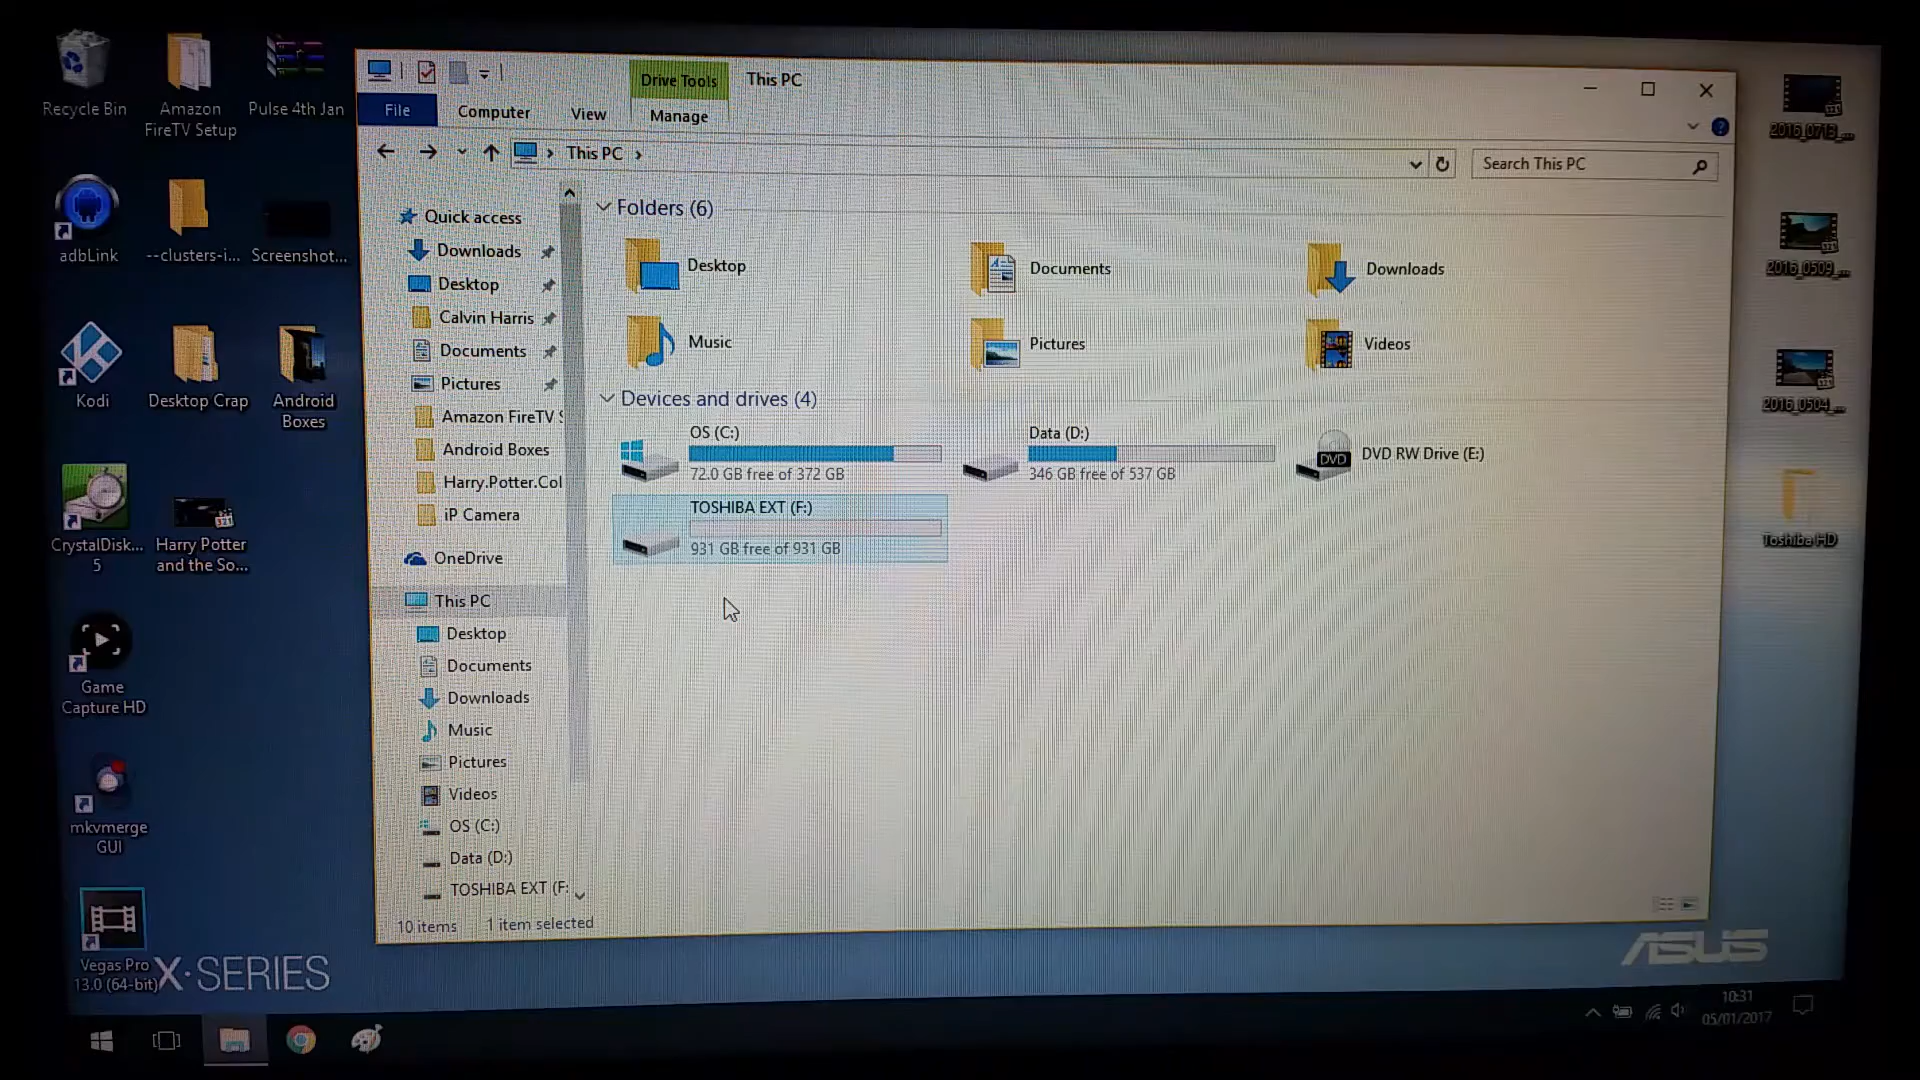 Recycle Bin
Amazon
FireTV Setup
Pulse 4th Jan
adbLink
--clusters-i...
Screenshot...
Kodi
Desktop Crap
Android
Boxes
CrystalDisk...
5
Harry Potter
and the So...
Game
Capture HD
mkvmerge
GUI
Vegas Pro
13.0 (64-bit)
X·SERIES
Drive Tools
This PC
File
Computer
View
Manage
This PC
Search This PC
Quick access
Downloads
Desktop
Calvin Harris
Documents
Pictures
Amazon FireTV S
Android Boxes
Harry.Potter.Col
iP Camera
OneDrive
This PC
Desktop
Documents
Downloads
Music
Pictures
Videos
OS (C:)
Data (D:)
TOSHIBA EXT (F:
10 items
1 item selected
Folders (6)
Desktop
Documents
Downloads
Music
Pictures
Videos
Devices and drives (4)
OS (C:)
72.0 GB free of 372 GB
Data (D:)
346 GB free of 537 GB
DVD
DVD RW Drive (E:)
TOSHIBA EXT (F:)
931 GB free of 931 GB
2016_0713_...
2016_0509_...
2016_0504_...
Toshiba HD
ASUS
10:31
05/01/2017